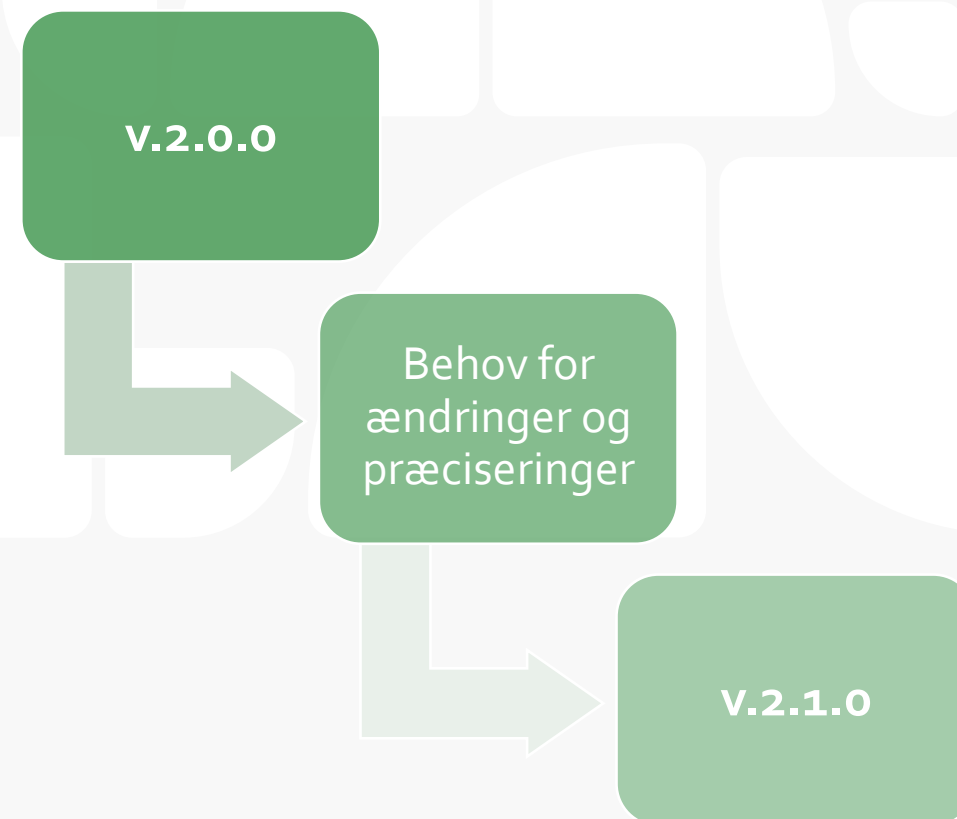 V.2.0.0
Behov for
ændringer og
præciseringer
V.2.1.0